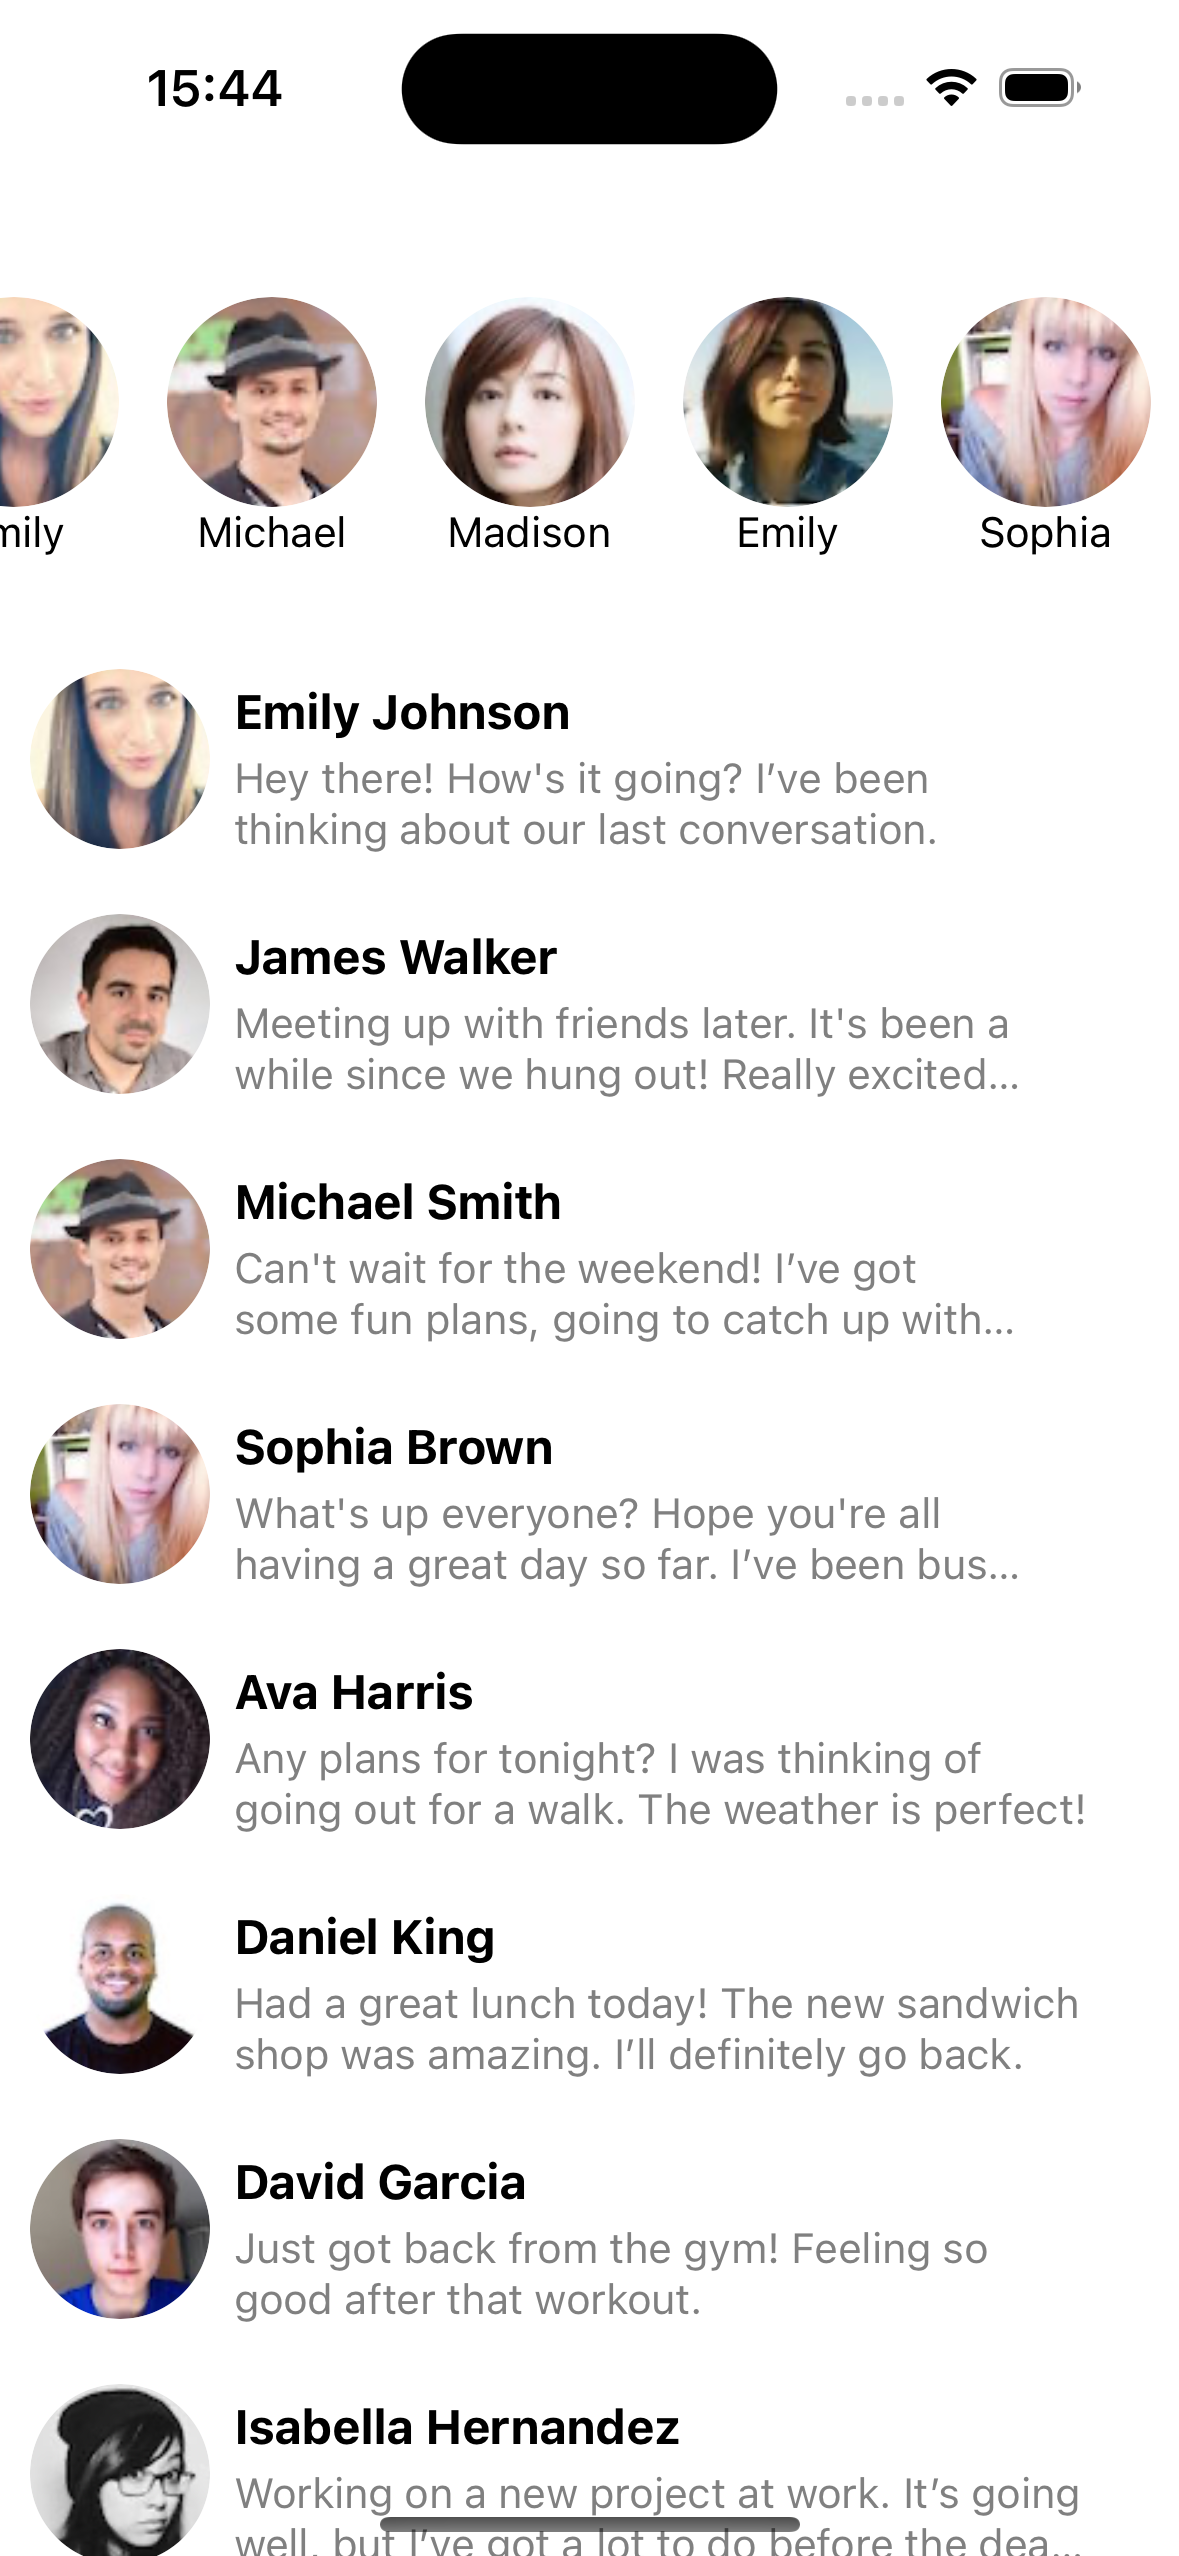 15:44
mily Michael Madison Emily Sophia
Emily Johnson
Hey there! How's it going? I’ve been
thinking about our last conversation.
James Walker
Meeting up with friends later. It's been a
while since we hung out! Really excited...
Michael Smith
Can't wait for the weekend! I’ve got
some fun plans, going to catch up with...
Sophia Brown
What's up everyone? Hope you're all
having a great day so far. I’ve been bus...
Ava Harris
Any plans for tonight? I was thinking of
going out for a walk. The weather is perfect!
Daniel King
Had a great lunch today! The new sandwich
shop was amazing. I’ll definitely go back.
David Garcia
Just got back from the gym! Feeling so
good after that workout.
Isabella Hernandez
Working on a new project at work. It’s going
well, but I’ve got a lot to do before the dea...